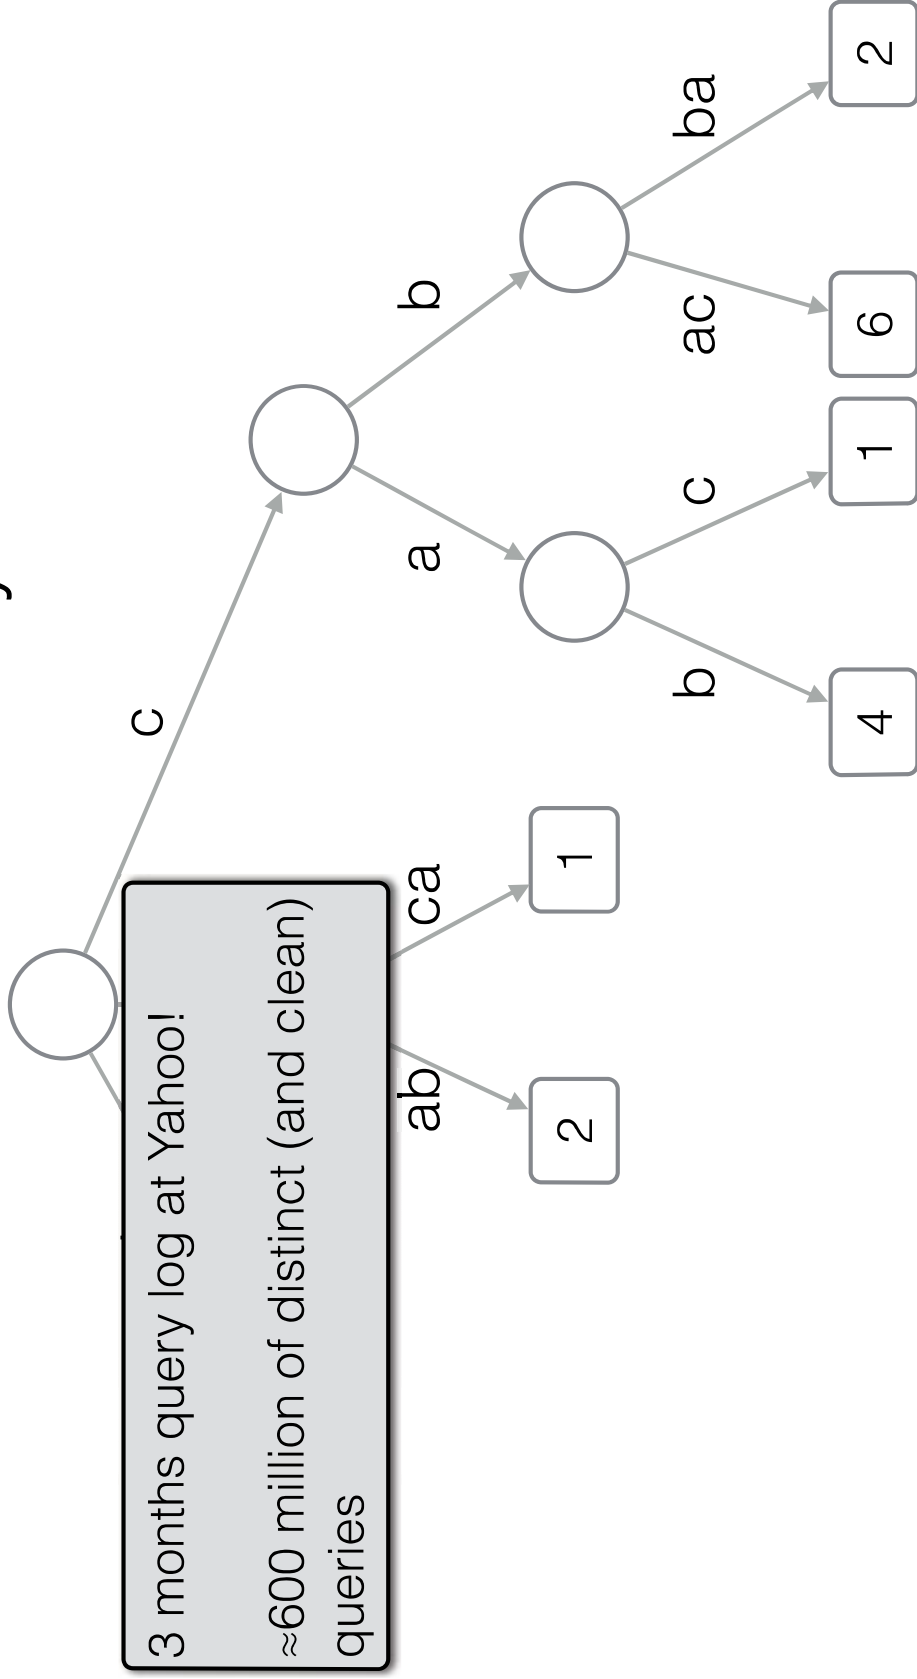 c
3 months query log at Yahoo!
≈600 million of distinct (and clean)
queries
ab
ca
a
b
2
1
b
c
ac
ba
4
1
6
2